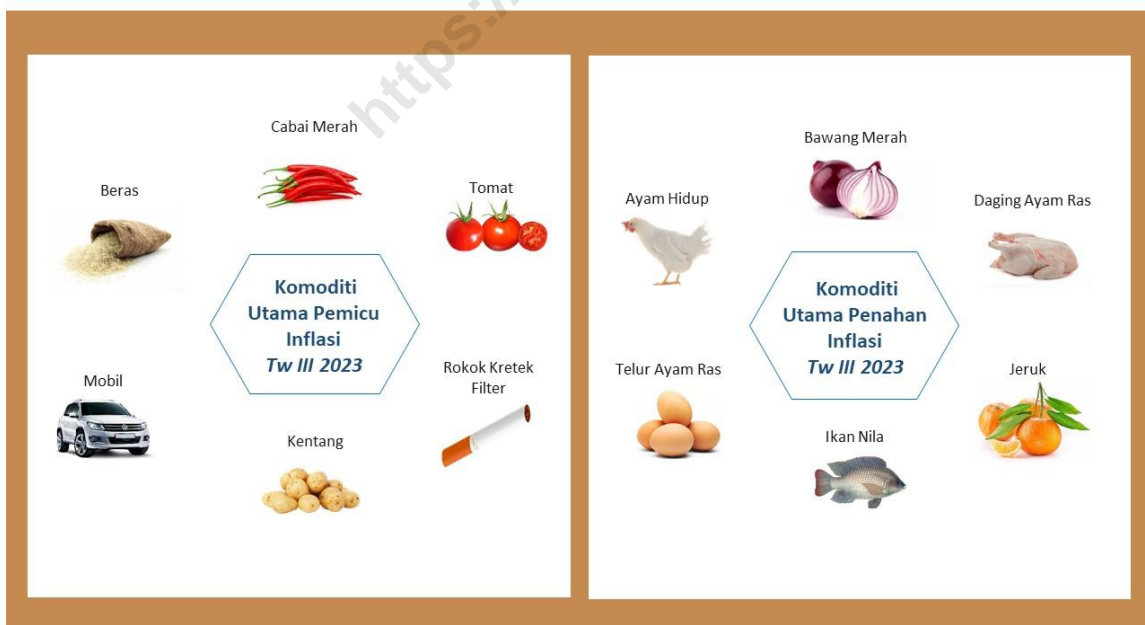 https:/
Cabai Merah
Beras
Tomat
Komoditi
Utama Pemicu
Inflasi
Tw III 2023
Mobil
Rokok Kretek
Filter
Kentang
Bawang Merah
Ayam Hidup
Daging Ayam Ras
Komoditi
Utama Penahan
Inflasi
Tw III 2023
Telur Ayam Ras
Jeruk
Ikan Nila